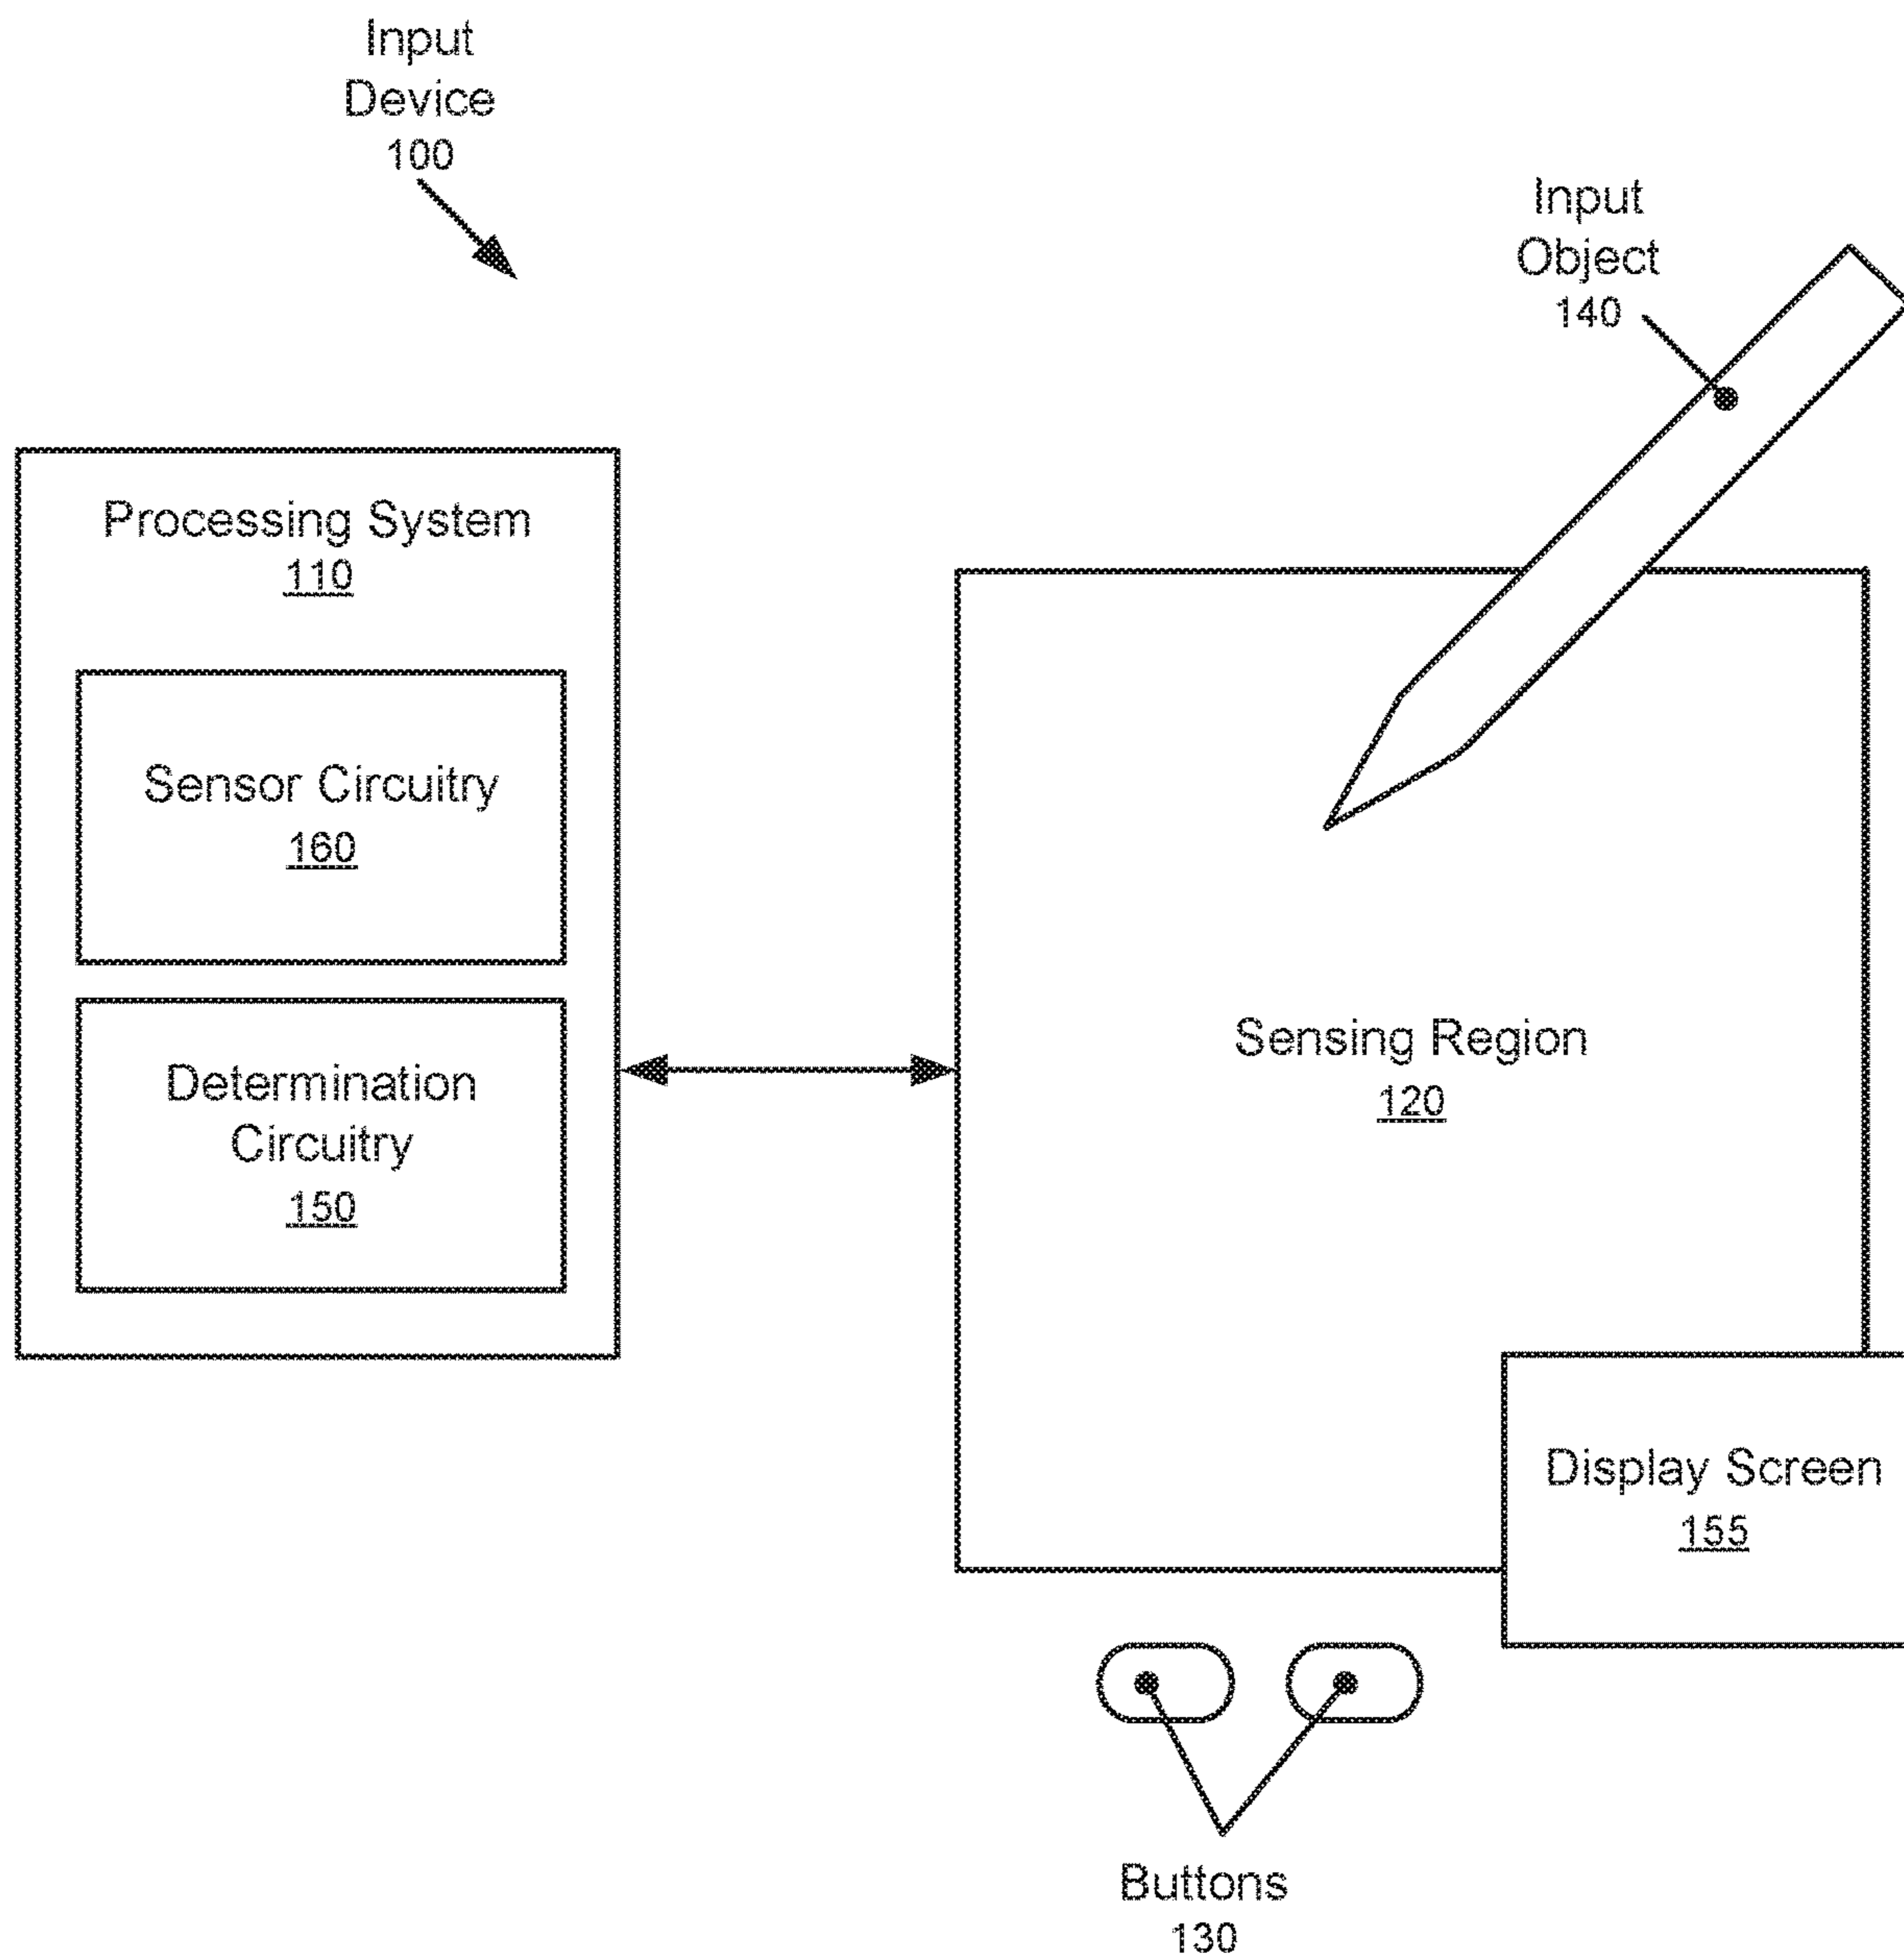 Input
Device
100
Input
Object
140
Processing System
110
Sensor Circuitry
160
Determination
Circuitry
150
Sensing Region
120
Display Screen
155
Buttons
130